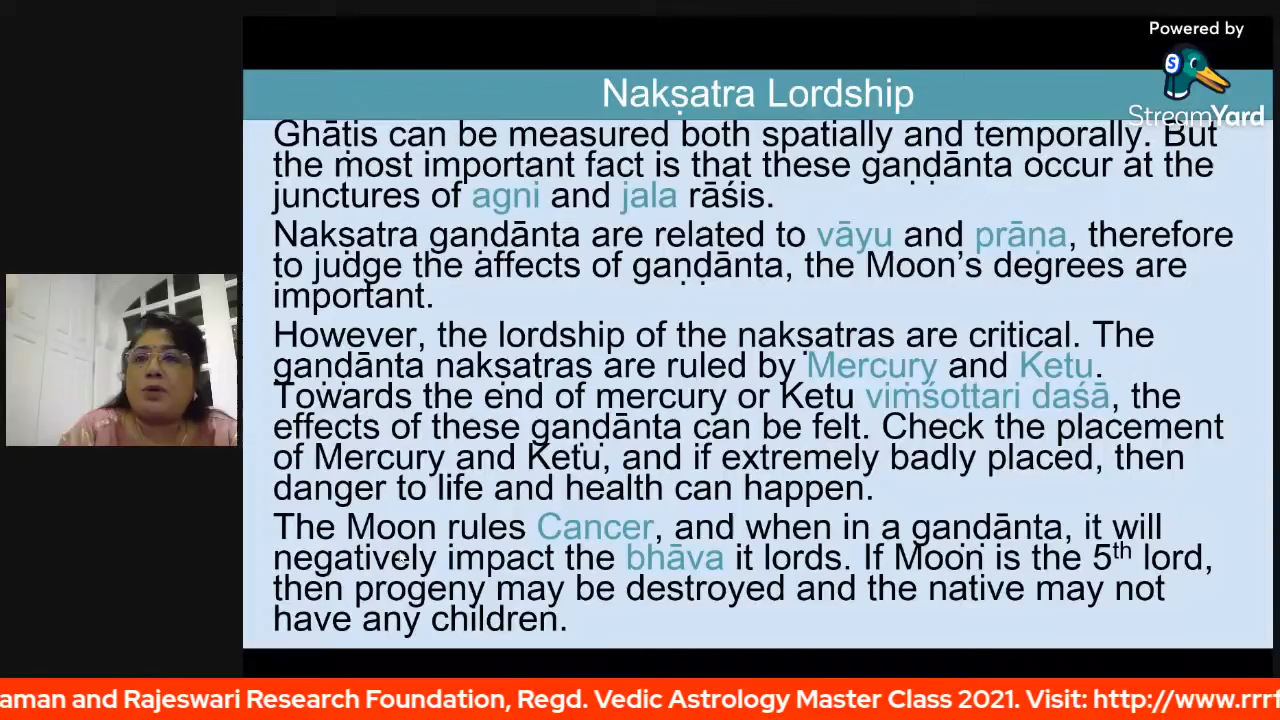 Powered by
StreamYard
Nakṣatra Lordship
Ghāṭis can be measured both spatially and temporally. But
the most important fact is that these gaṇḍānta occur at the
junctures of agni and jala rāśis.
Nakṣatra gaṇḍānta are related to vāyu and prāṇa, therefore
to judge the affects of gaṇḍānta, the Moon's degrees are
important.
However, the lordship of the nakṣatras are critical. The
gaṇḍānta nakṣatras are ruled by Mercury and Ketu.
Towards the end of mercury or Ketu viṁśottari daśā, the
effects of these gaṇḍānta can be felt. Check the placement
of Mercury and Ketu, and if extremely badly placed, then
danger to life and health can happen.
The Moon rules Cancer, and when in a gaṇḍānta, it will
negatively impact the bhāva it lords. If Moon is the 5th lord,
then progeny may be destroyed and the native may not
have any children.
aman and Rajeswari Research Foundation, Regd. Vedic Astrology Master Class 2021. Visit: http://www.rrrf